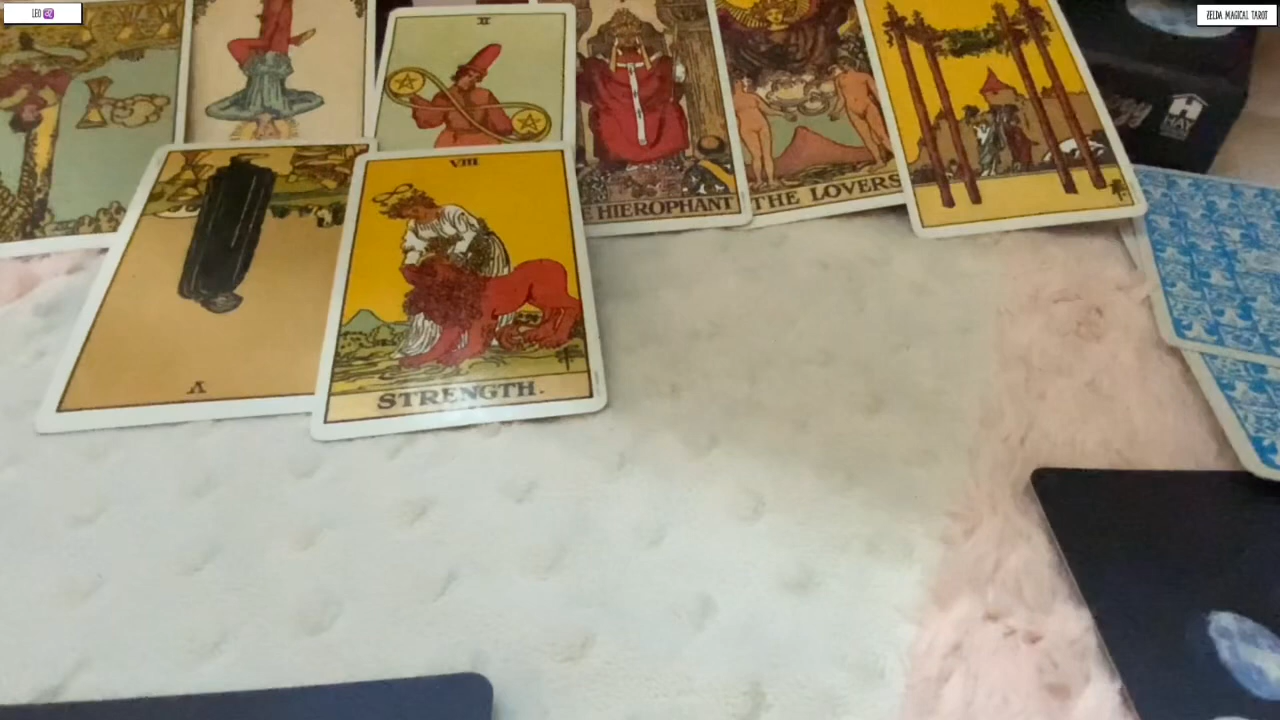 LEO ♌
ZELDA MAGICAL TAROT
II
E HIEROPHANT
THE LOVERS
VIII
STRENGTH.
V